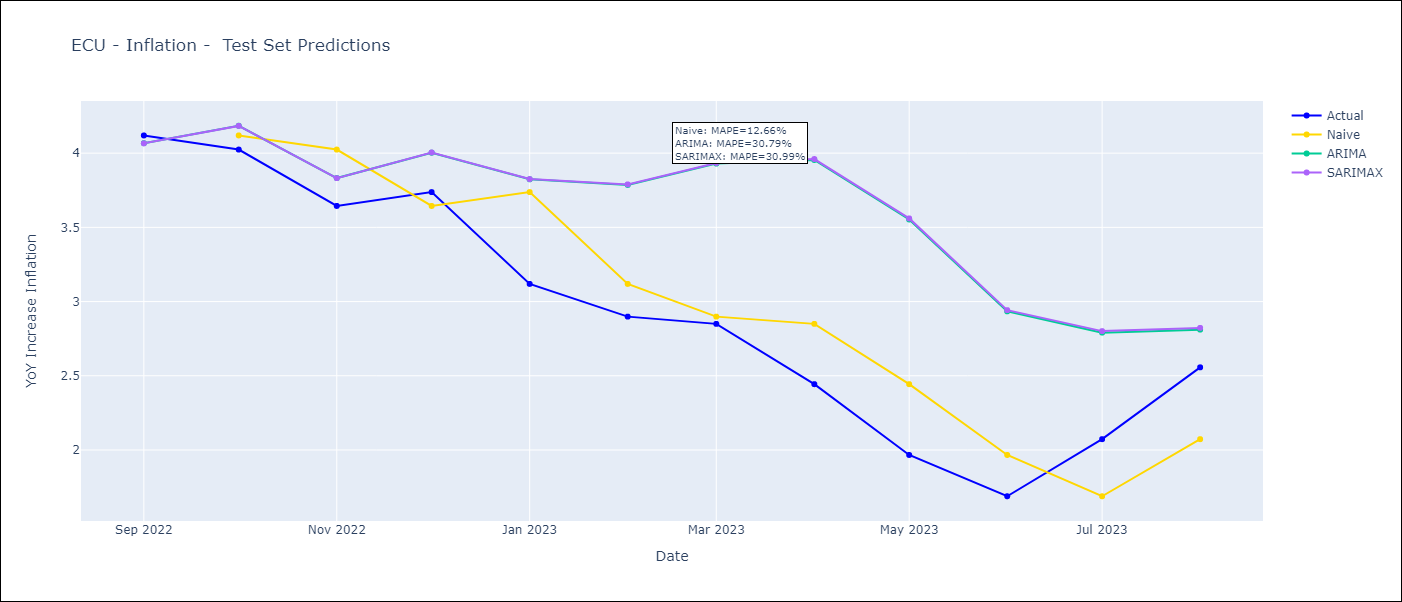 ECU - Inflation -  Test Set Predictions
Naive: MAPE=12.66%
ARIMA: MAPE=30.79%
SARIMAX: MAPE=30.99%
Actual
Naive
ARIMA
SARIMAX
YoY Increase Inflation
4
3.5
3
2.5
2
Sep 2022 Nov 2022 Jan 2023 Mar 2023 May 2023 Jul 2023
Date